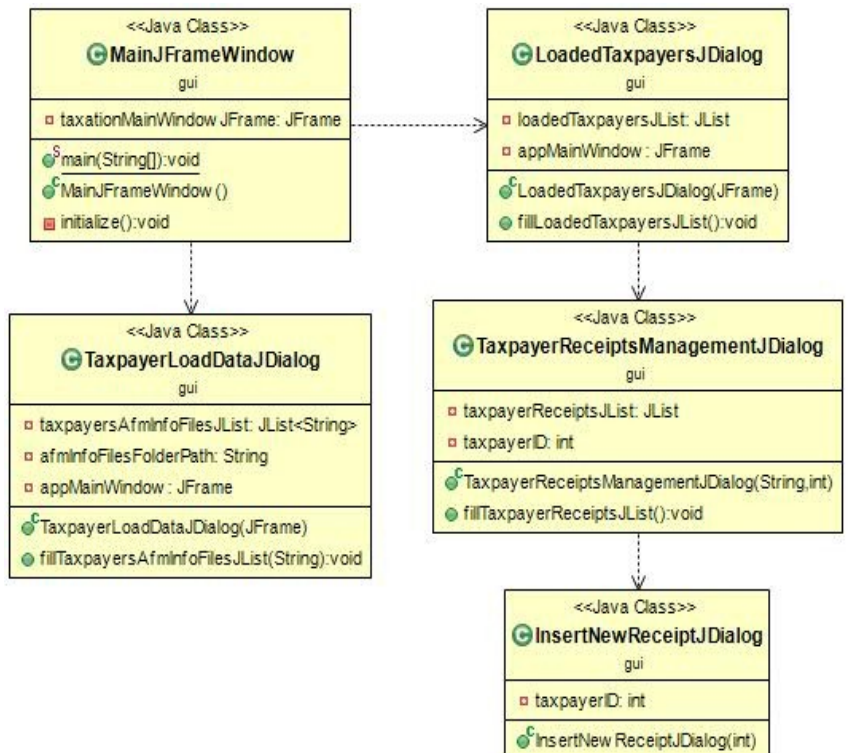 <<Java Class>>
MainJFrameWindow
gui
taxationMainWindowJFrame: JFrame
main(String[]):void
MainJFrameWindow()
initialize():void
<<Java Class>>
LoadedTaxpayersJDialog
gui
loadedTaxpayersJList: JList
appMainWindow: JFrame
LoadedTaxpayersJDialog(JFrame)
fillLoadedTaxpayersJList():void
<<Java Class>>
TaxpayerLoadDataJDialog
gui
taxpayersAfmInfoFilesJList: JList<String>
afmInfoFilesFolderPath: String
appMainWindow: JFrame
TaxpayerLoadDataJDialog(JFrame)
fillTaxpayersAfmInfoFilesJList(String):void
<<Java Class>>
TaxpayerReceiptsManagementJDialog
gui
taxpayerReceiptsJList: JList
taxpayerID: int
TaxpayerReceiptsManagementJDialog(String,int)
fillTaxpayerReceiptsJList():void
<<Java Class>>
InsertNewReceiptJDialog
gui
taxpayerID: int
InsertNewReceiptJDialog(int)